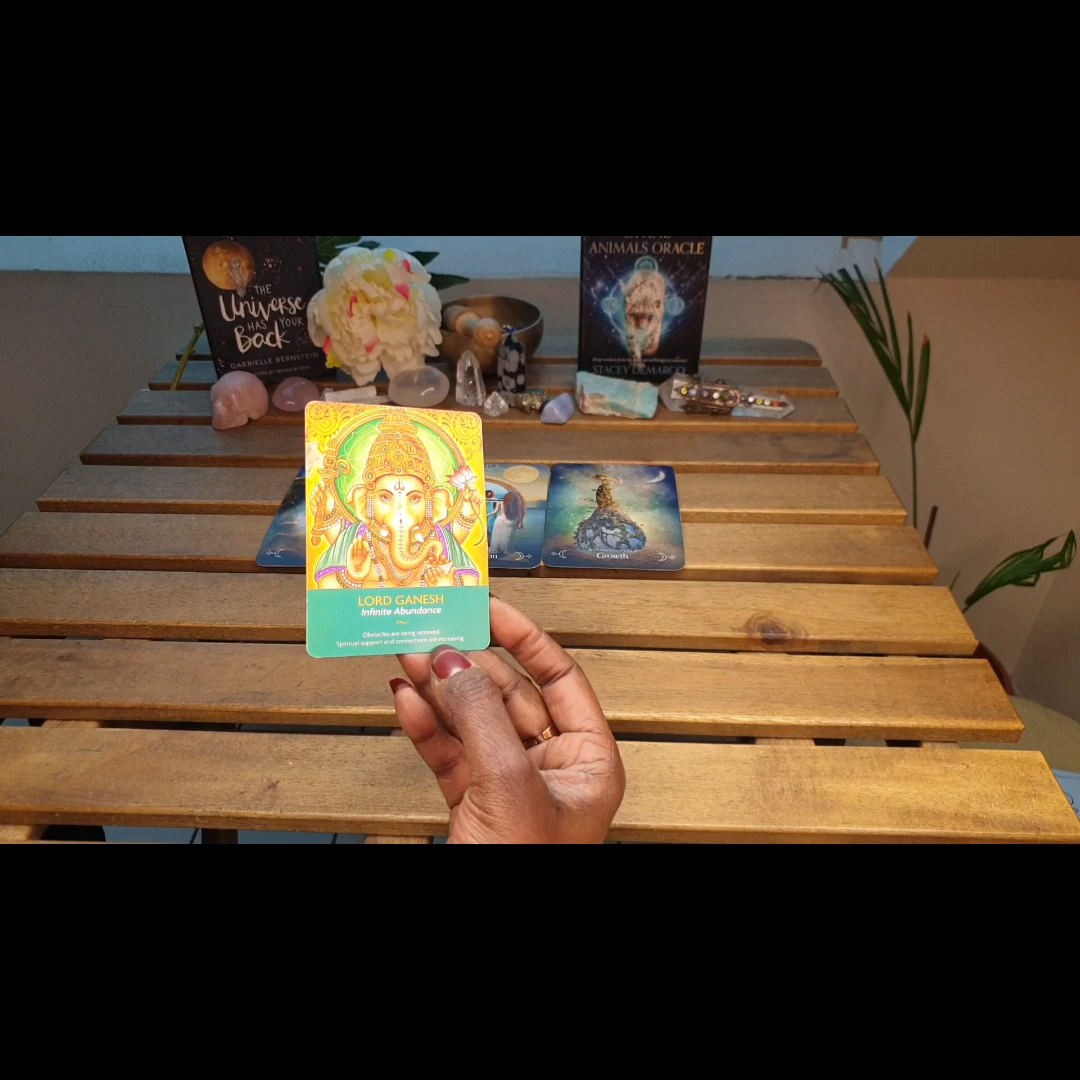 THE
Universe
HAS YOUR
Back
GABRIELLE BERNSTEIN
ANIMALS ORACLE
STACEY DEMARCO
LORD GANESH
Infinite Abundance
Obstacles are being removed.
Spiritual support and connections are increasing
Growth